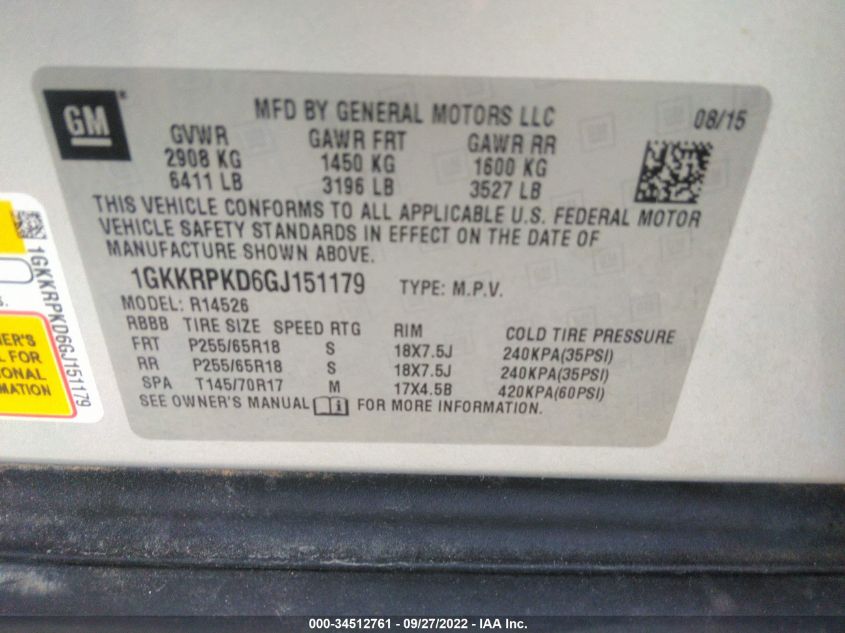 GM
MFD BY GENERAL MOTORS LLC 08/15
GVWR GAWR FRT GAWR RR
2908 KG 1450 KG 1600 KG
6411 LB 3196 LB 3527 LB
THIS VEHICLE CONFORMS TO ALL APPLICABLE U.S. FEDERAL MOTOR
VEHICLE SAFETY STANDARDS IN EFFECT ON THE DATE OF
MANUFACTURE SHOWN ABOVE.
1GKKRPKD6GJ151179 TYPE: M.P.V.
MODEL: R14526
RBBB TIRE SIZE SPEED RTG RIM COLD TIRE PRESSURE
FRT P255/65R18 S 18X7.5J 240KPA(35PSI)
RR P255/65R18 S 18X7.5J 240KPA(35PSI)
SPA T145/70R17 M 17X4.5B 420KPA(60PSI)
SEE OWNER'S MANUAL FOR MORE INFORMATION.
1GKKRPKD6GJ151179
NER'S
L FOR
IONAL
MATION
000-34512761 - 09/27/2022 - IAA Inc.